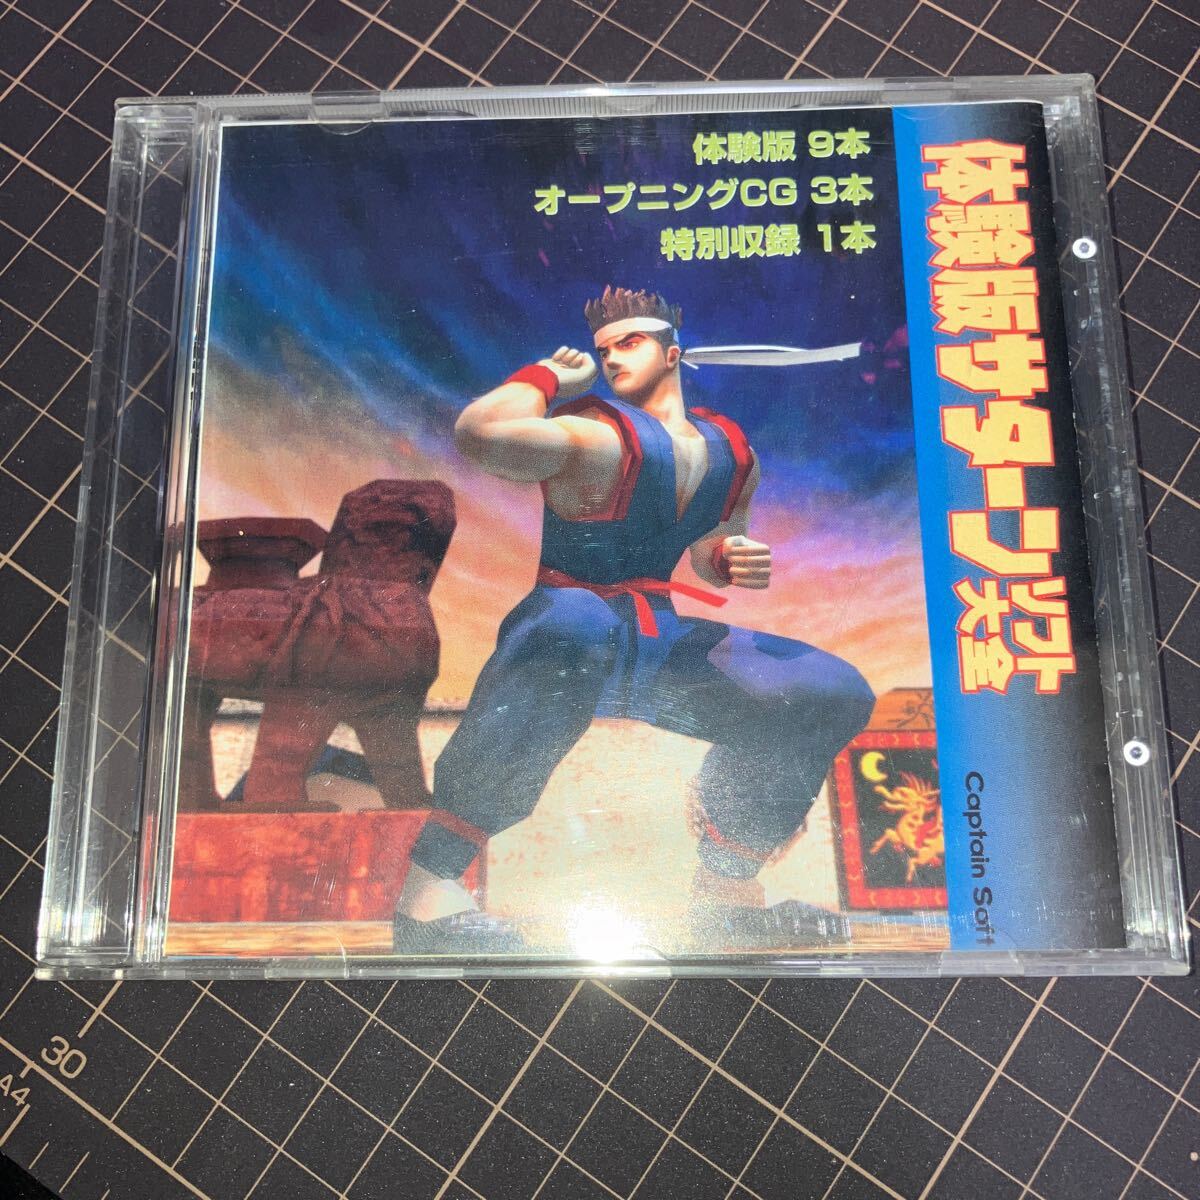 体験版 9本
オープニングCG 3本
特別収録 1本
体験版サターンソフト大全
Captain Soft
30
A4